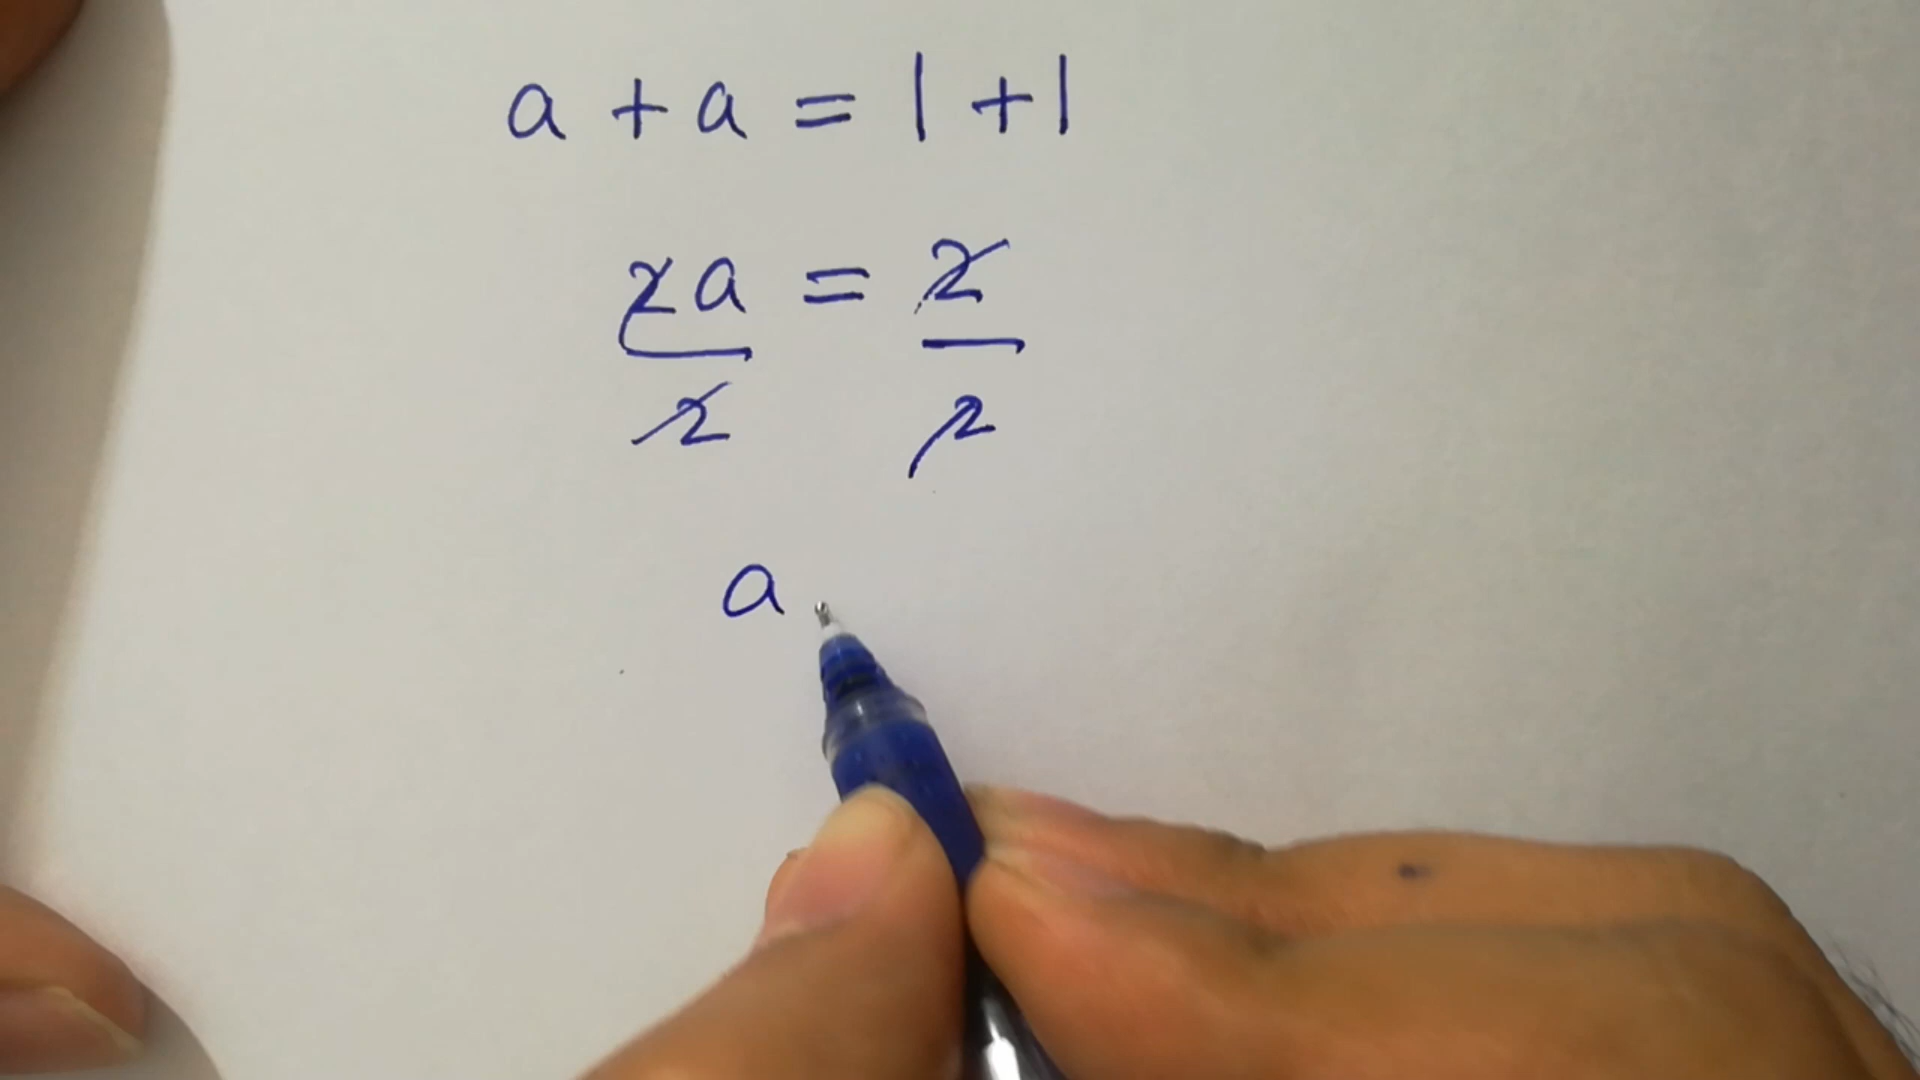 a + a = 1 + 1
2a = 2
2 2
a